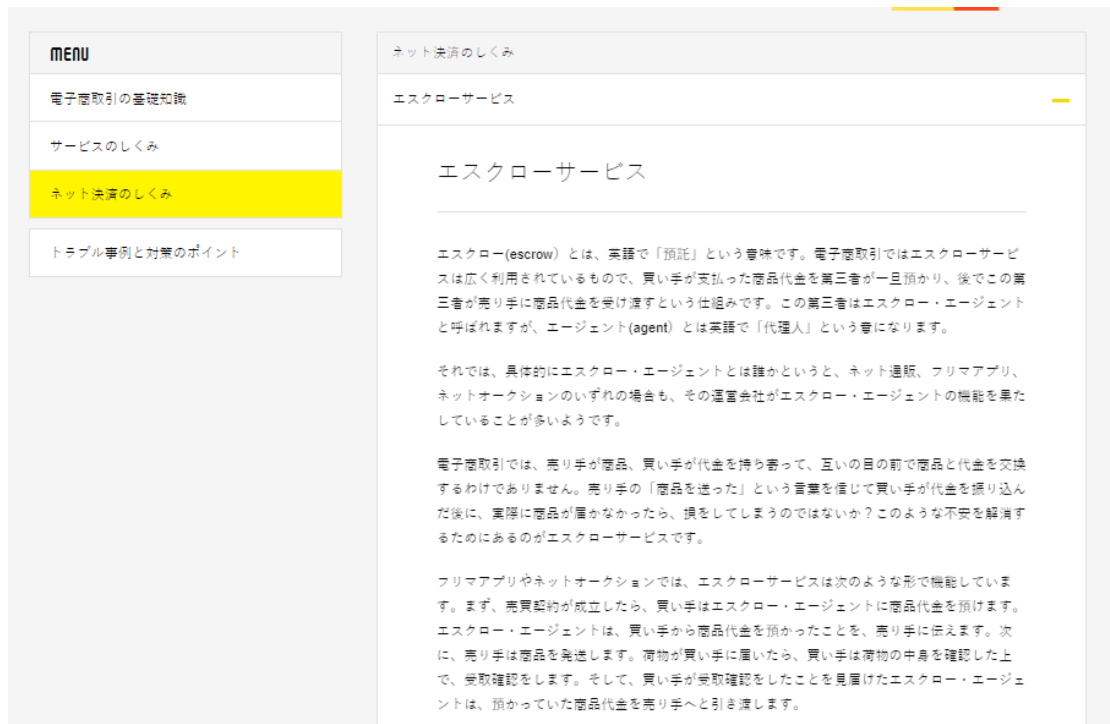 MENU
電子商取引の基礎知識
サービスのしくみ
ネット決済のしくみ
トラブル事例と対策のポイント
ネット決済のしくみ
エスクローサービス
エスクローサービス
エスクロー(escrow）とは、英語で「預託」という意味です。電子商取引ではエスクローサービ
スは広く利用されているもので、買い手が支払った商品代金を第三者が一旦預かり、後でこの第
三者が売り手に商品代金を受け渡すという仕組みです。この第三者はエスクロー・エージェント
と呼ばれますが、エージェント(agent）とは英語で「代理人」という意になります。
それでは、具体的にエスクロー・エージェントとは誰かというと、ネット通販、フリマアプリ、
ネットオークションのいずれの場合も、その運営会社がエスクロー・エージェントの機能を果た
していることが多いようです。
電子商取引では、売り手が商品、買い手が代金を持ち寄って、互いの目の前で商品と代金を交換
するわけでありません。売り手の「商品を送った」という言葉を信じて買い手が代金を振り込ん
だ後に、実際に商品が届かなかったら、損をしてしまうのではないか？このような不安を解消す
るためにあるのがエスクローサービスです。
フリマアプリやネットオークションでは、エスクローサービスは次のような形で機能していま
す。まず、売買契約が成立したら、買い手はエスクロー・エージェントに商品代金を預けます。
エスクロー・エージェントは、買い手から商品代金を預かったことを、売り手に伝えます。次
に、売り手は商品を発送します。荷物が買い手に届いたら、買い手は荷物の中身を確認した上
で、受取確認をします。そして、買い手が受取確認をしたことを見届けたエスクロー・エージェ
ントは、預かっていた商品代金を売り手へと引き渡します。